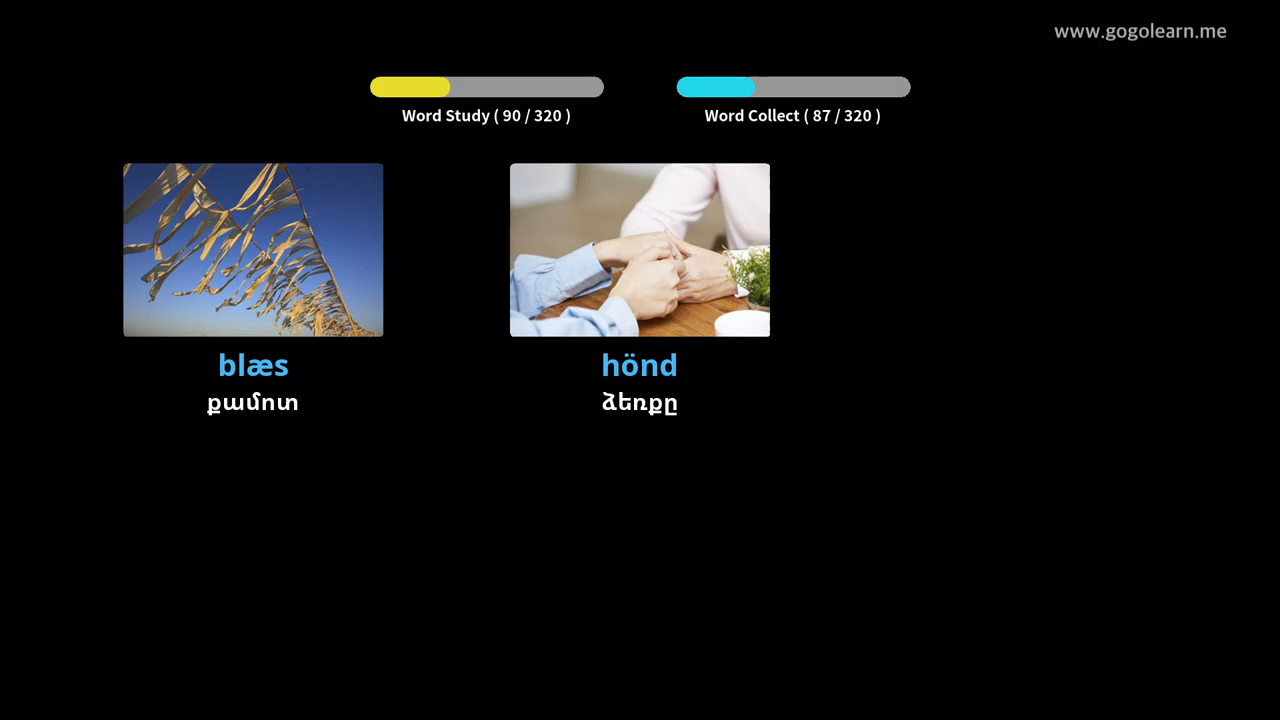 www.gogolearn.me
Word Study ( 90 / 320 )
Word Collect ( 87 / 320 )
blæs
քամոտ
hönd
ձեռքը